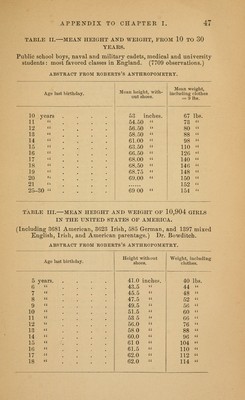 APPENDIX TO CHAPTER I. 47
TABLE II.—MEAN HEIGHT AND WEIGHT, FROM 10 TO 30
YEARS.
Public school boys, naval and military cadets, medical and university
students: most favored classes in England. (7709 observations.)
ABSTRACT FROM ROBERTS'S ANTHROPOMETRY.
Age last birthday. Mean height, without shoes. Mean weight, including clothes = 8 lbs.
10 years 53 inches. 67 lbs.
11 " 54.50 " 73 "
12 " 56.50 " 80 "
13 " 58.50 " 88 "
14 " 61.00 " 98 "
15 " 63.50 " 110 "
16 " 66.50 " 126 "
17 " 68.00 " 140 "
18 " 68.50 " 146 "
19 " 68.75 " 148 "
20 " 69.00 " 150 "
21 " ...... 152 "
25-30 " 69 00 " 154 "
TABLE III.—MEAN HEIGHT AND WEIGHT OF 10,904 GIRLS
IN THE UNITED STATES OF AMERICA.
(Including 3681 American, 3623 Irish, 585 German, and 1397 mixed
English, Irish, and American parentage.) Dr. Bowditch.
ABSTRACT FROM ROBERTS'S ANTHROPOMETRY.
Age last birthday. Height without shoes. Weight, including clothes.
5 years. 41.0 inches. 40 lbs.
6 " 43.5 " 44 "
7 " 45.5 " 48 "
8 " 47.5 " 52 "
9 " 49.5 " 56 "
10 " 51.5 " 60 "
11 " 53 5 " 66 "
12 " 56.0 " 76 "
13 " 58.0 " 88 "
14 " 60.0 " 96 "
15 " 61 0 " 104 "
16 " 61.5 " 110 "
17 " 62.0 " 112 "
18 " 62.0 " 114 "